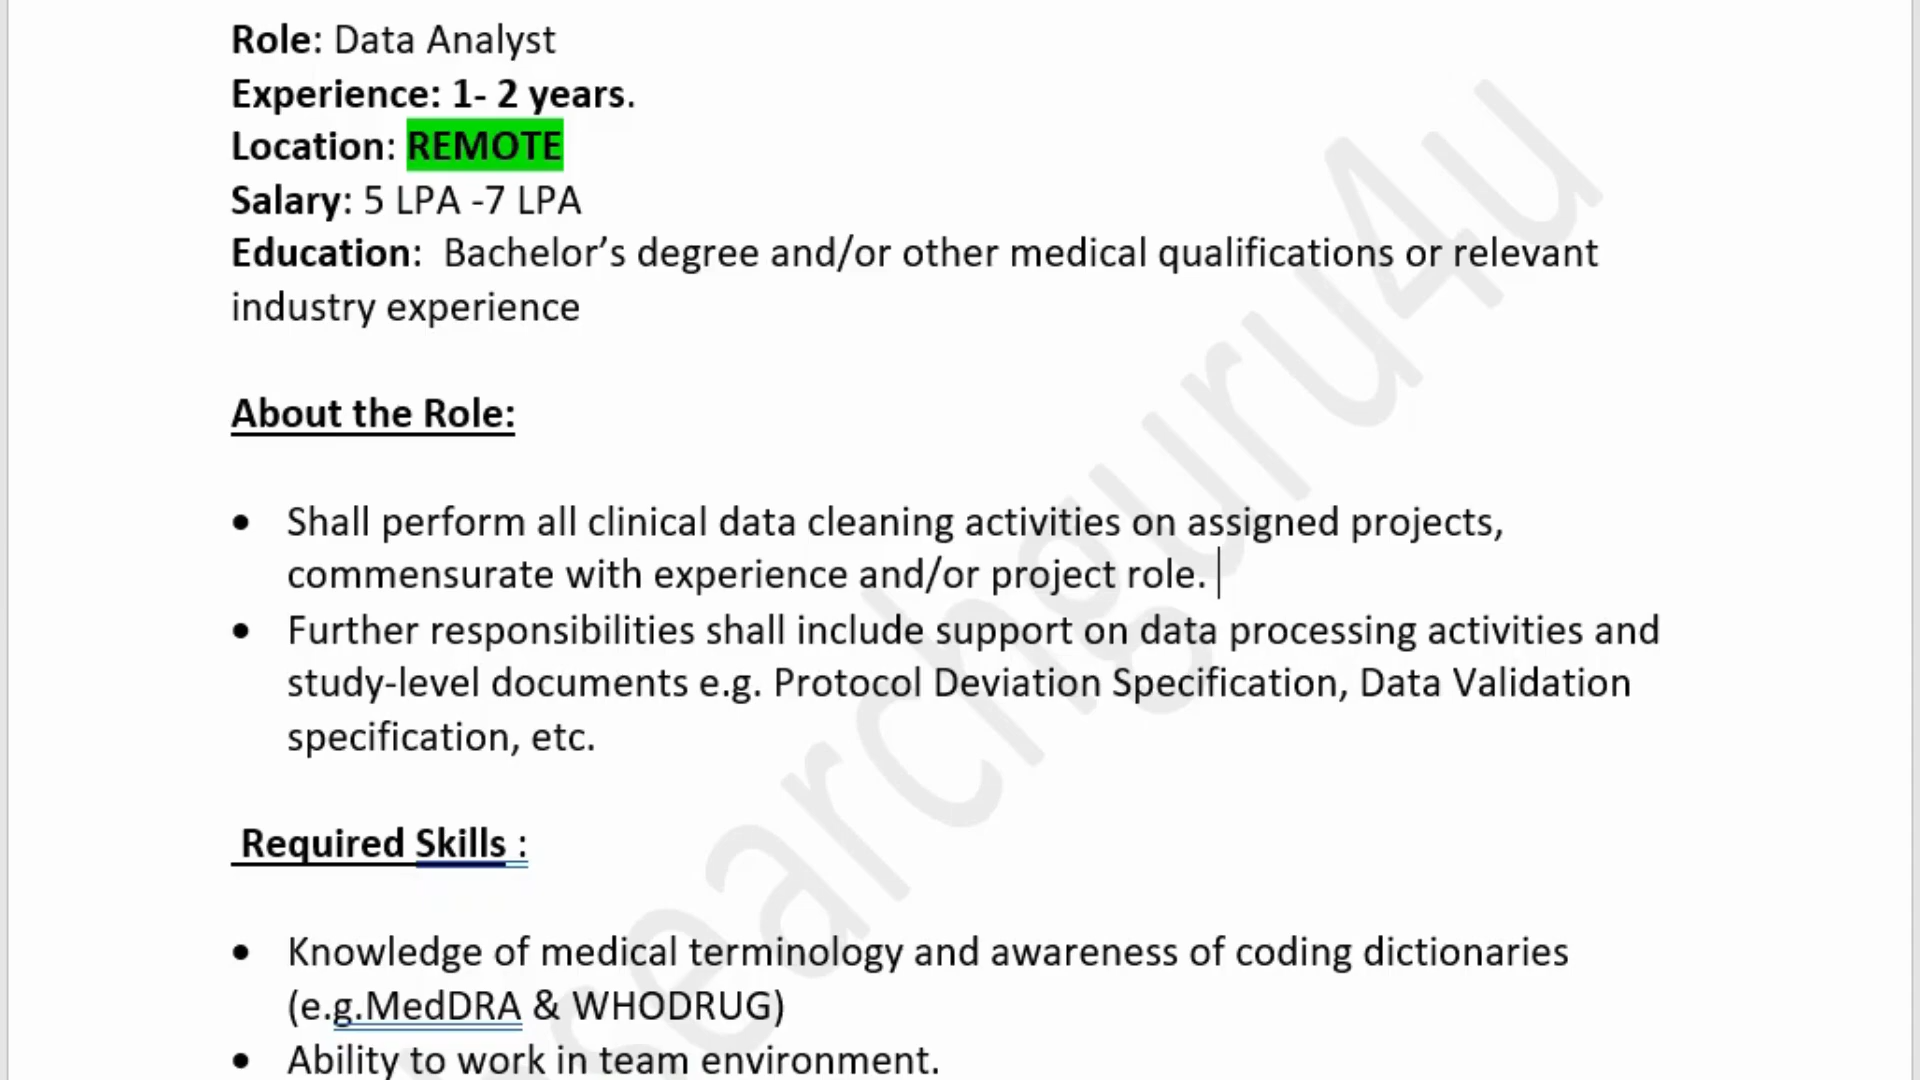 Role: Data Analyst
Experience: 1- 2 years.
Location: REMOTE
Salary: 5 LPA -7 LPA
Education:  Bachelor’s degree and/or other medical qualifications or relevant
industry experience
About the Role:
• Shall perform all clinical data cleaning activities on assigned projects,
commensurate with experience and/or project role.
• Further responsibilities shall include support on data processing activities and
study-level documents e.g. Protocol Deviation Specification, Data Validation
specification, etc.
Required Skills :
• Knowledge of medical terminology and awareness of coding dictionaries
(e.g.MedDRA & WHODRUG)
• Ability to work in team environment.
searchguru4u